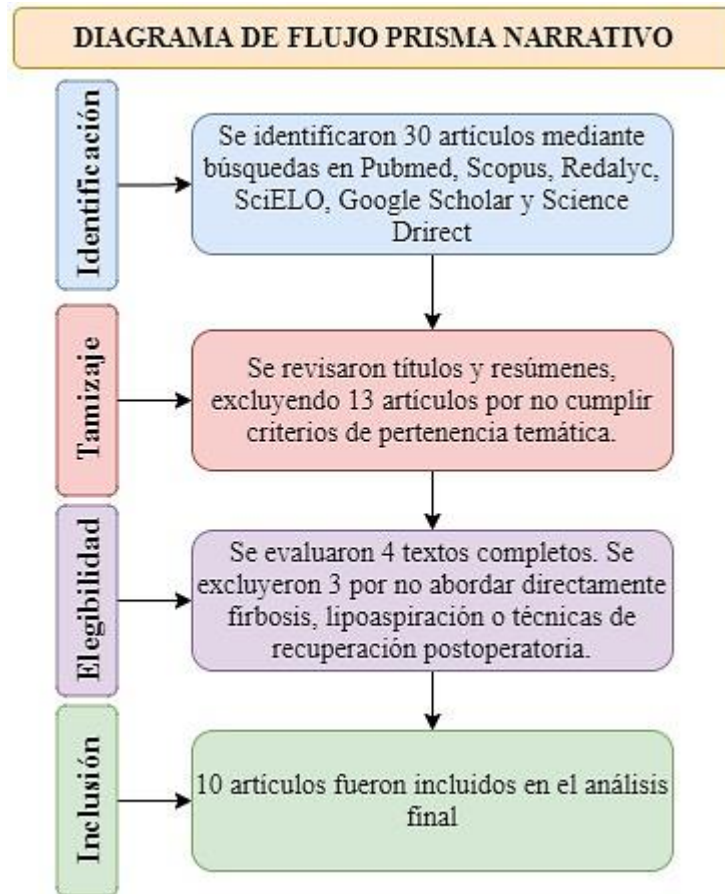 DIAGRAMA DE FLUJO PRISMA NARRATIVO
Identificación
Se identificaron 30 artículos mediante
búsquedas en Pubmed, Scopus, Redalyc,
SciELO, Google Scholar y Science
Drirect
Tamizaje
Se revisaron títulos y resúmenes,
excluyendo 13 artículos por no cumplir
criterios de pertenencia temática.
Elegibilidad
Se evaluaron 4 textos completos. Se
excluyeron 3 por no abordar directamente
fírbosis, lipoaspiración o técnicas de
recuperación postoperatoria.
Inclusión
10 artículos fueron incluidos en el análisis
final